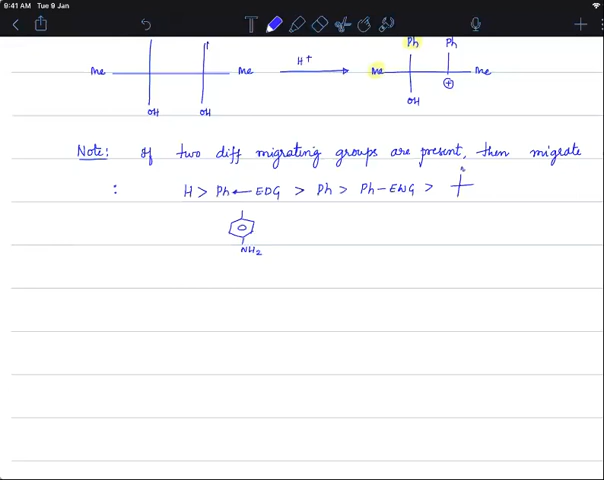 9:41 AM Tue 9 Jan
Ph Ph
Me Me H+ Me Me
OH OH OH
Note: If two diff migrating groups are present, then migrate
: H > Ph ← EDG > Ph > Ph - EWG >
NH2